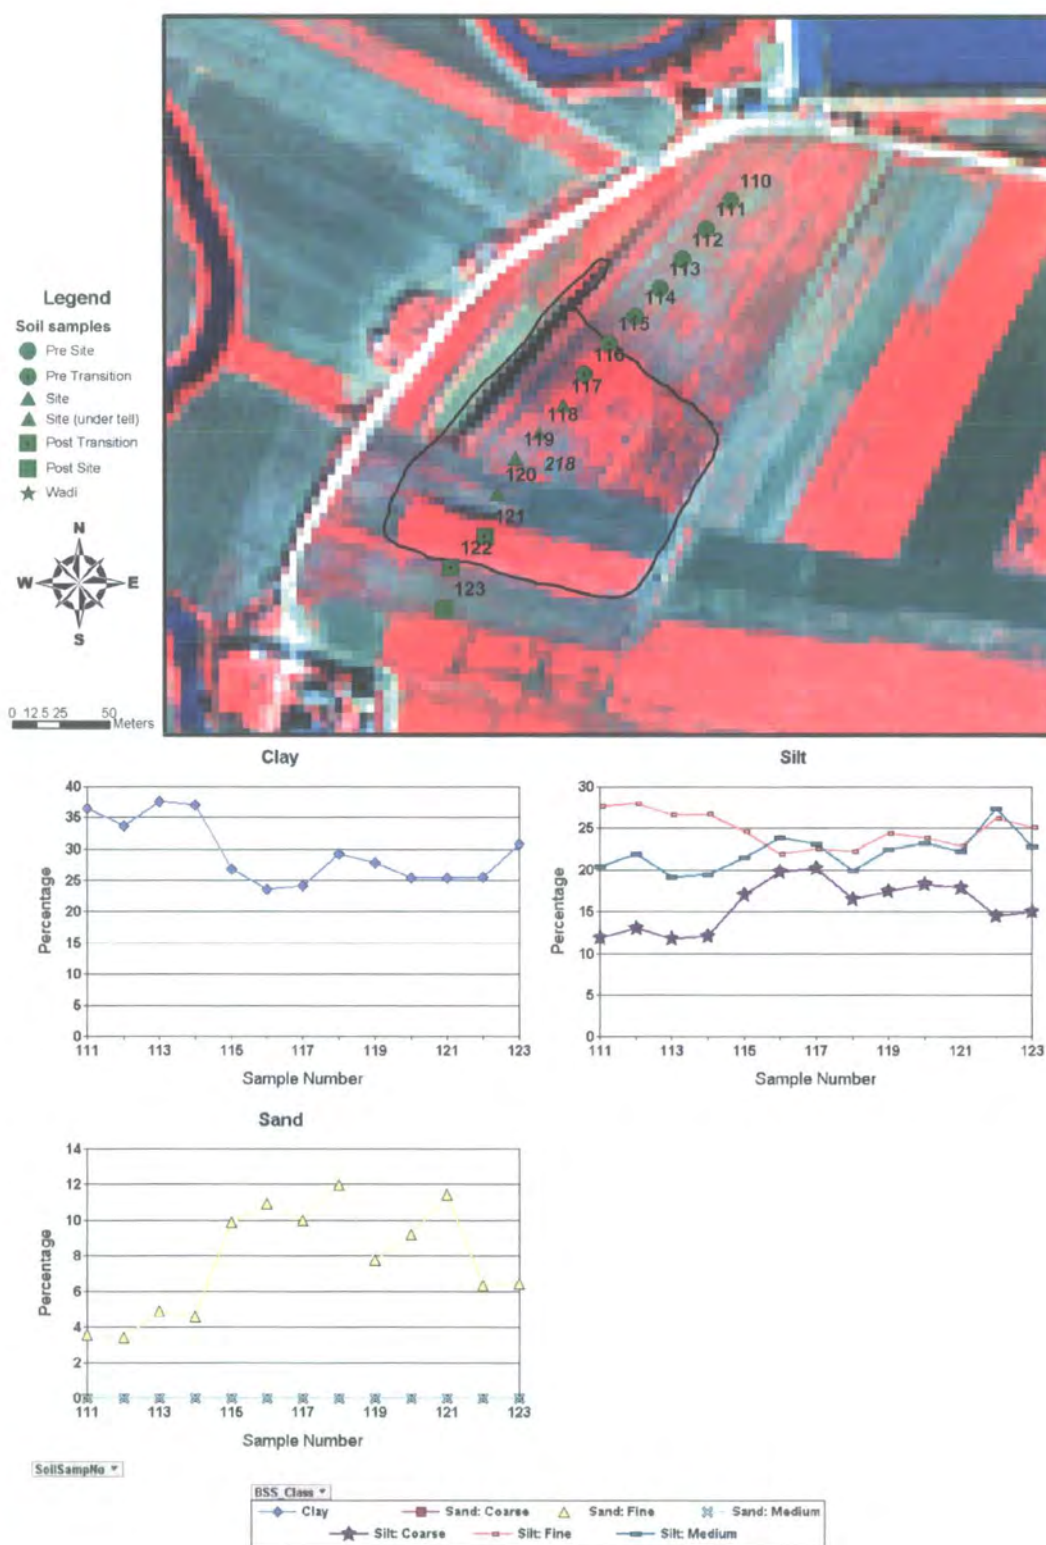 110
111
112
113
114
115
116
117
118
119
218
120
121
122
123
Legend
Soil samples
Pre Site
Pre Transition
Site
Site (under tell)
Post Transition
Post Site
Wadi
N
W E
S
0 12.5 25 50
Meters
Clay
40
35
30
25
20
15
10
5
0
Percentage
111 113 115 117 119 121 123
Sample Number
Silt
30
25
20
15
10
5
0
Percentage
111 113 115 117 119 121 123
Sample Number
Sand
14
12
10
8
6
4
2
0
Percentage
111 113 115 117 119 121 123
Sample Number
SoilSampNo
BSS_Class
Clay Sand: Coarse Sand: Fine Sand: Medium
Silt: Coarse Silt: Fine Silt: Medium